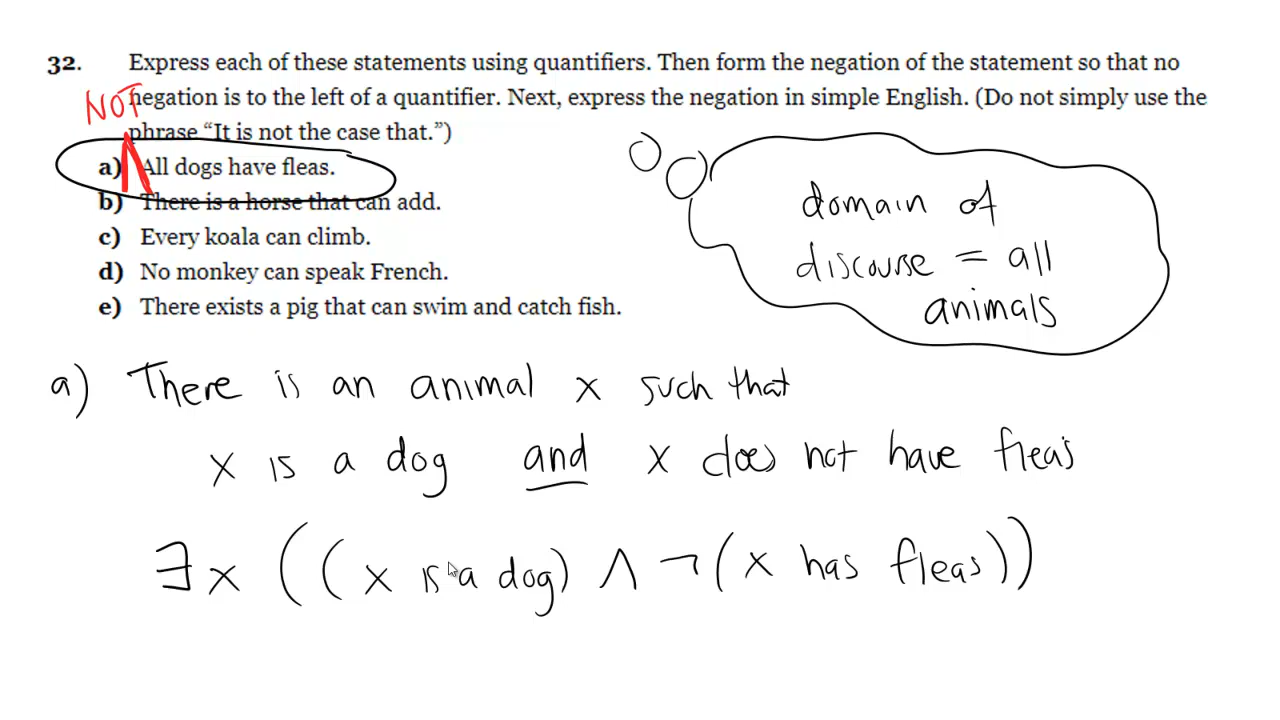 32. Express each of these statements using quantifiers. Then form the negation of the statement so that no
negation is to the left of a quantifier. Next, express the negation in simple English. (Do not simply use the
phrase “It is not the case that.”)
NOT
a) All dogs have fleas.
b) There is a horse that can add.
c) Every koala can climb.
d) No monkey can speak French.
e) There exists a pig that can swim and catch fish.
domain of
discourse = all
animals
a) There is an animal x such that
x is a dog and x does not have fleas
∃x ((x is a dog) ∧ ¬(x has fleas))